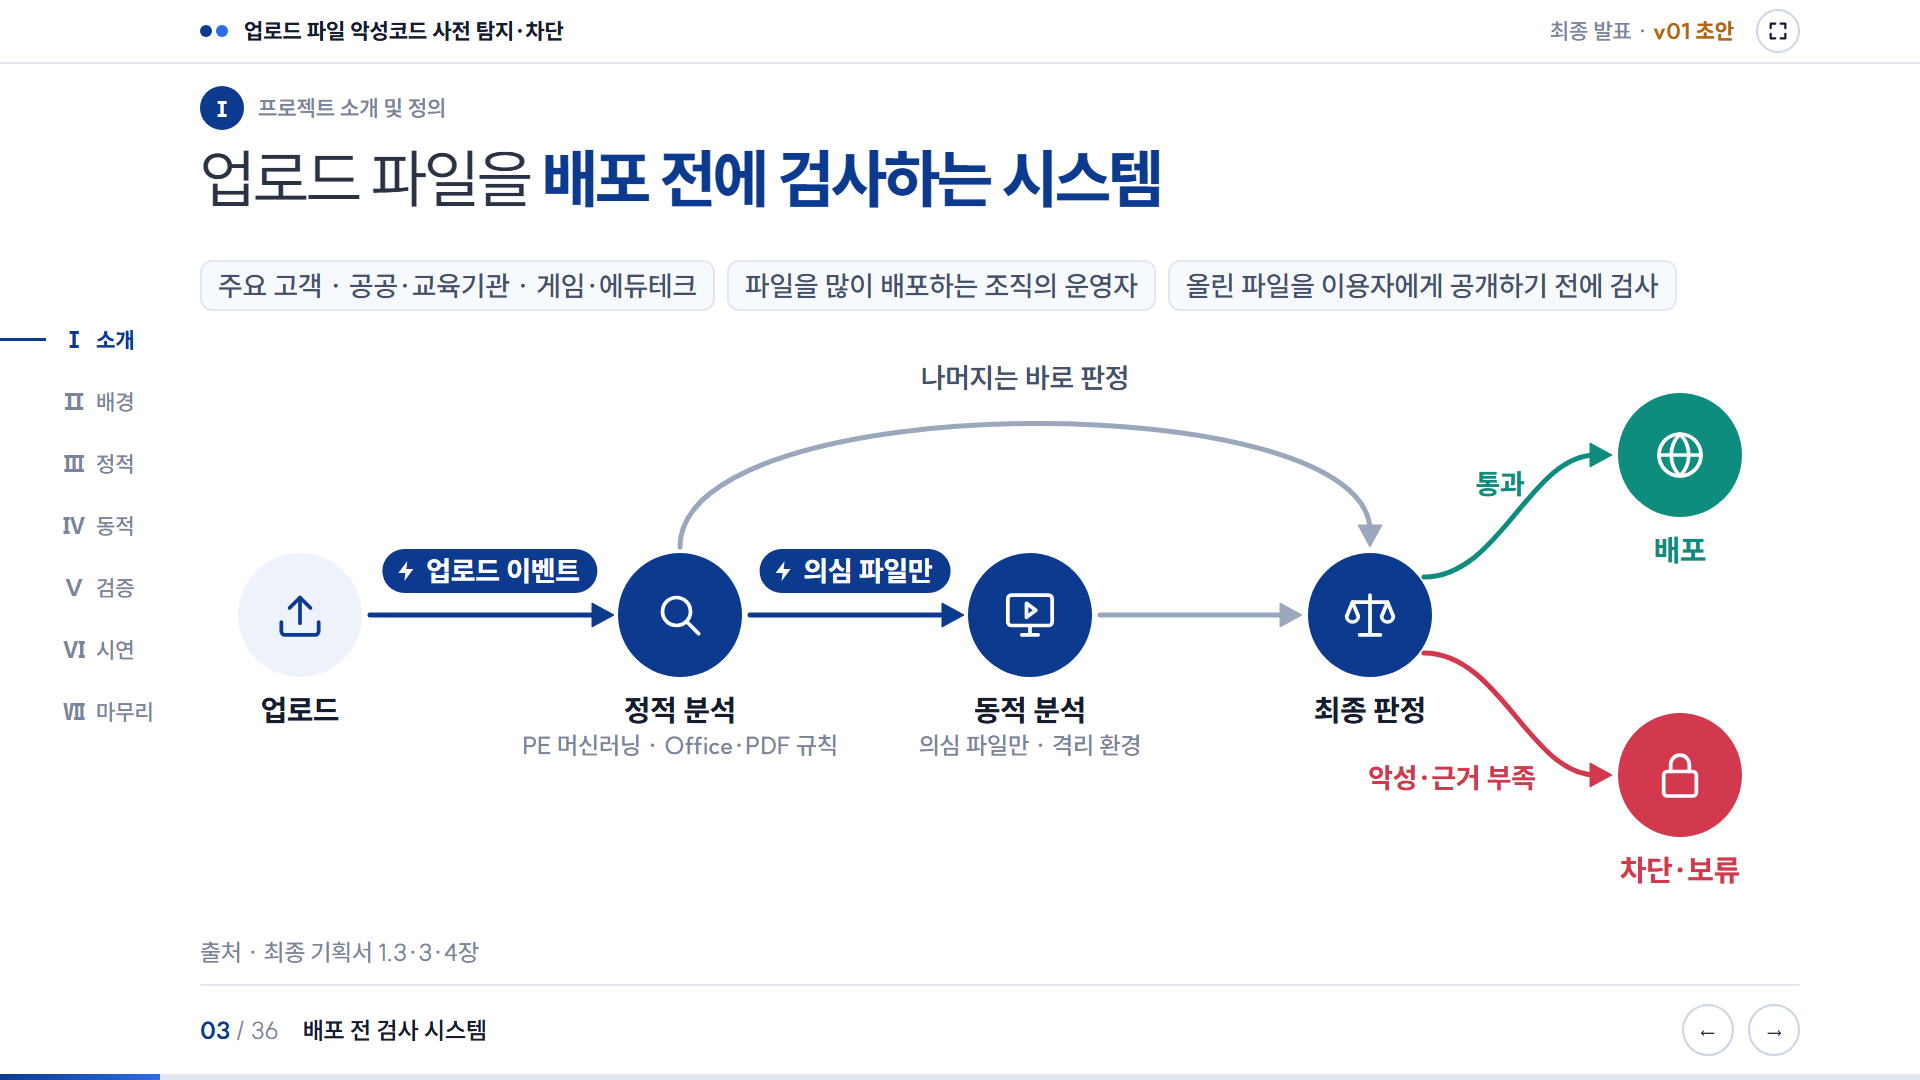 업로드 파일 악성코드 사전 탐지·차단
최종 발표 · v01 초안
I 프로젝트 소개 및 정의
업로드 파일을 배포 전에 검사하는 시스템
주요 고객 · 공공·교육기관 · 게임·에듀테크
파일을 많이 배포하는 조직의 운영자
올린 파일을 이용자에게 공개하기 전에 검사
I 소개
II 배경
III 정적
IV 동적
V 검증
VI 시연
VII 마무리
나머지는 바로 판정
업로드 이벤트
의심 파일만
통과
배포
업로드
정적 분석
PE 머신러닝 · Office·PDF 규칙
동적 분석
의심 파일만 · 격리 환경
최종 판정
악성·근거 부족
차단·보류
출처 · 최종 기획서 1.3·3·4장
03 / 36 배포 전 검사 시스템
← →